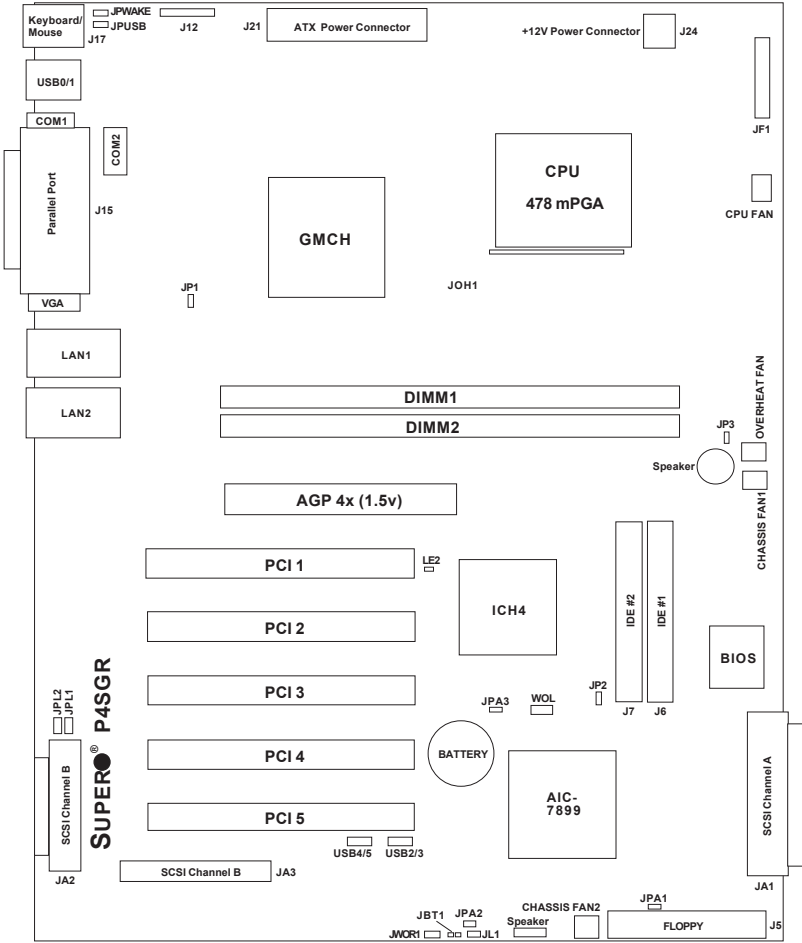 Keyboard/
Mouse
JPWAKE
JPUSB
J17
J12
J21
ATX Power Connector
+12V Power Connector
J24
USB0/1
JF1
COM1
COM2
Parallel Port
J15
CPU
478 mPGA
CPU FAN
GMCH
JOH1
JP1
VGA
LAN1
LAN2
DIMM1
DIMM2
JP3
OVERHEAT FAN
Speaker
CHASSIS FAN1
AGP 4x (1.5v)
PCI 1
LE2
ICH4
IDE #2
IDE #1
PCI 2
BIOS
PCI 3
JPA3
WOL
JP2
J7
J6
JPL2
JPL1
SUPER® P4SGR
PCI 4
BATTERY
AIC-
7899
SCSI Channel A
SCSI Channel B
PCI 5
USB4/5
USB2/3
JA2
SCSI Channel B
JA3
JA1
CHASSIS FAN2
JPA1
JBT1
JPA2
Speaker
JWOR1
JL1
FLOPPY
J5